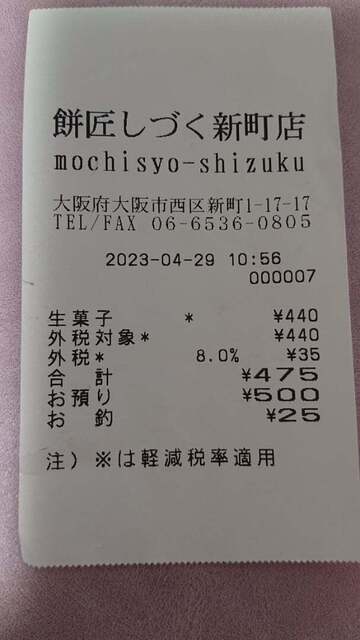 餅匠しづく新町店
mochisyo-shizuku
大阪府大阪市西区新町1-17-17
TEL/FAX 06-6536-0805
2023-04-29 10:56
000007
生菓子 * ¥440
外税対象* ¥440
外税* 8.0% ¥35
合 計 ¥475
お預り ¥500
お 釣 ¥25
注）※は軽減税率適用